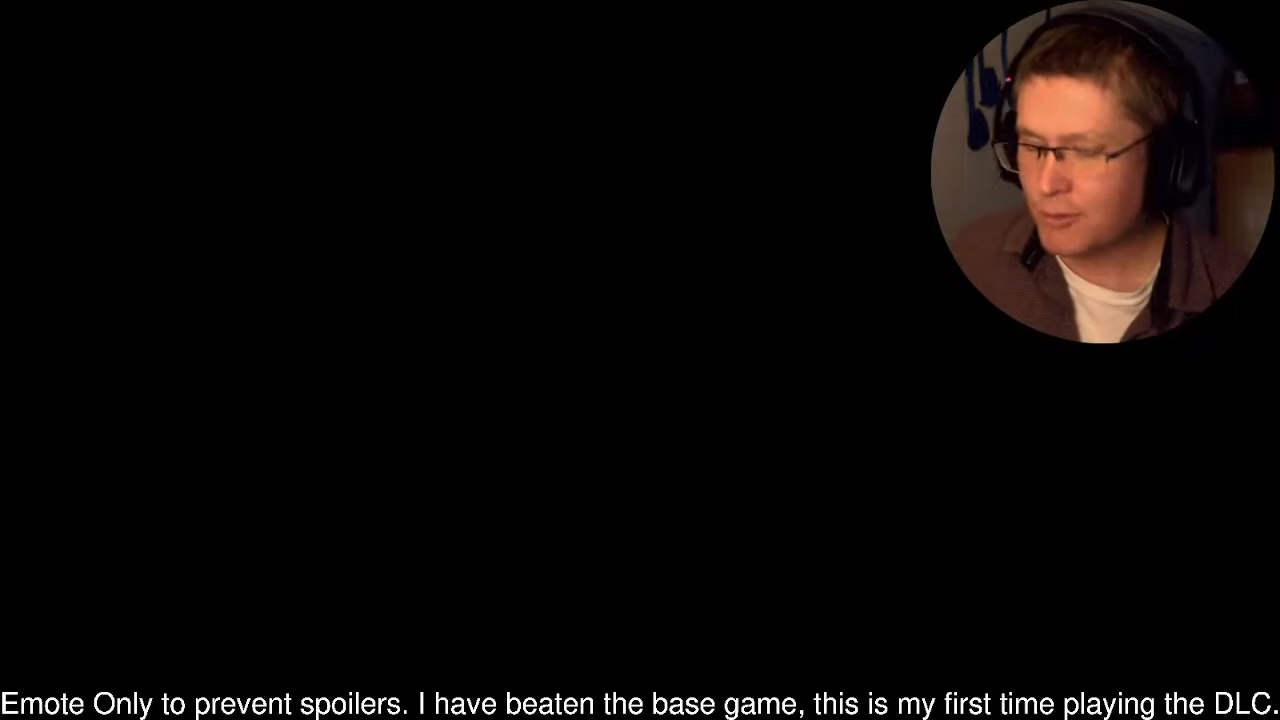 Emote Only to prevent spoilers. I have beaten the base game, this is my first time playing the DLC.